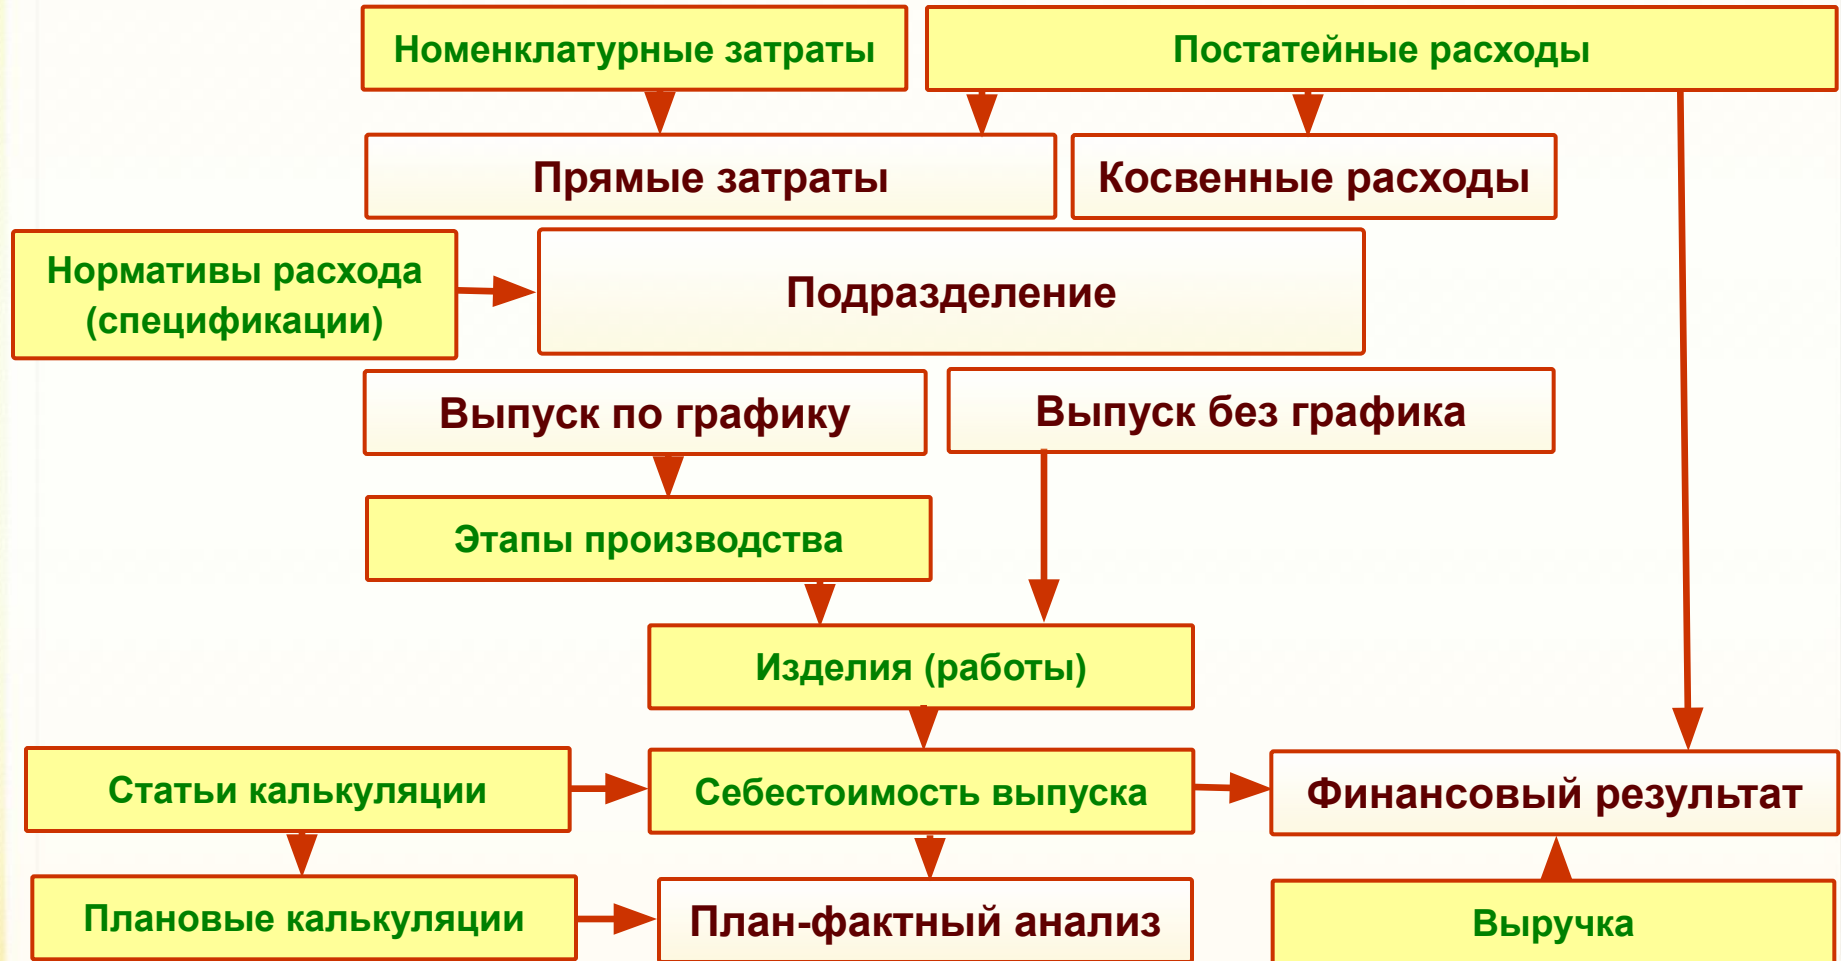 Номенклатурные затраты
Постатейные расходы
Прямые затраты
Косвенные расходы
Нормативы расхода
(спецификации)
Подразделение
Выпуск по графику
Выпуск без графика
Этапы производства
Изделия (работы)
Статьи калькуляции
Себестоимость выпуска
Финансовый результат
Плановые калькуляции
План-фактный анализ
Выручка